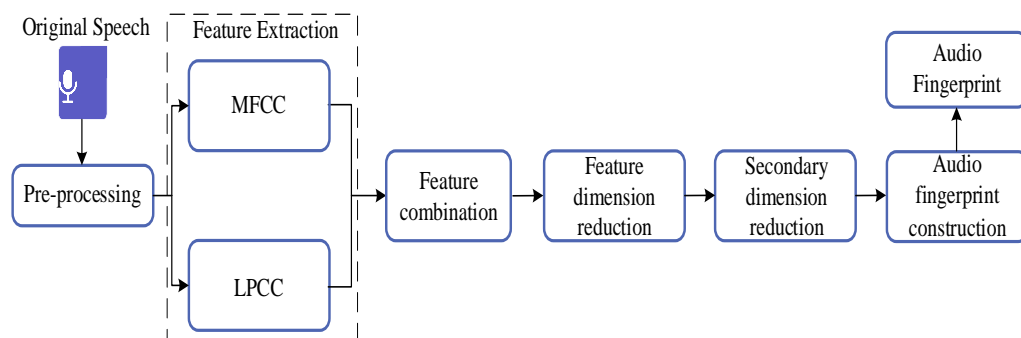 Original Speech
Feature Extraction
MFCC
LPCC
Pre-processing
Feature
combination
Feature
dimension
reduction
Secondary
dimension
reduction
Audio
fingerprint
construction
Audio
Fingerprint